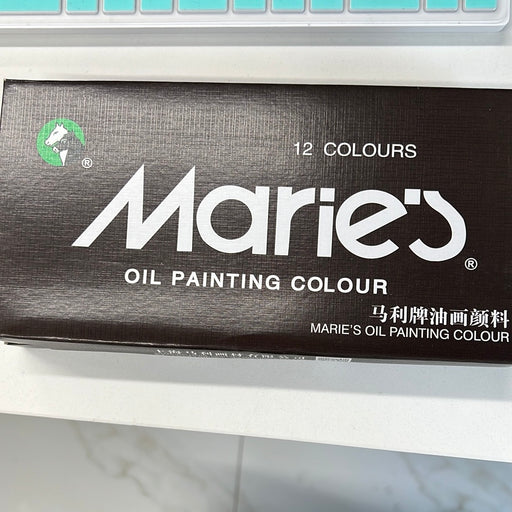 12 COLOURS
®
Marie's®
OIL PAINTING COLOUR
马利牌油画颜料
MARIE'S OIL PAINTING COLOUR